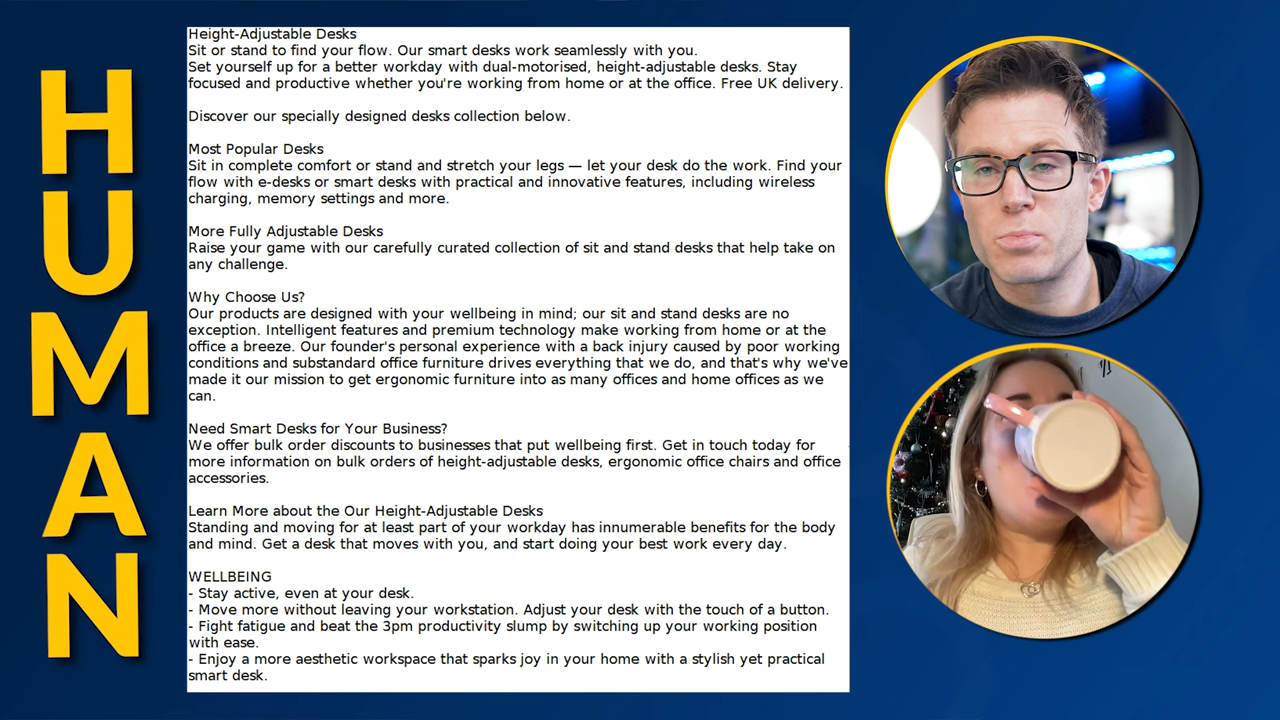 HUMAN
Height-Adjustable Desks
Sit or stand to find your flow. Our smart desks work seamlessly with you.
Set yourself up for a better workday with dual-motorised, height-adjustable desks. Stay
focused and productive whether you're working from home or at the office. Free UK delivery.
Discover our specially designed desks collection below.
Most Popular Desks
Sit in complete comfort or stand and stretch your legs — let your desk do the work. Find your
flow with e-desks or smart desks with practical and innovative features, including wireless
charging, memory settings and more.
More Fully Adjustable Desks
Raise your game with our carefully curated collection of sit and stand desks that help take on
any challenge.
Why Choose Us?
Our products are designed with your wellbeing in mind; our sit and stand desks are no
exception. Intelligent features and premium technology make working from home or at the
office a breeze. Our founder's personal experience with a back injury caused by poor working
conditions and substandard office furniture drives everything that we do, and that's why we've
made it our mission to get ergonomic furniture into as many offices and home offices as we
can.
Need Smart Desks for Your Business?
We offer bulk order discounts to businesses that put wellbeing first. Get in touch today for
more information on bulk orders of height-adjustable desks, ergonomic office chairs and office
accessories.
Learn More about the Our Height-Adjustable Desks
Standing and moving for at least part of your workday has innumerable benefits for the body
and mind. Get a desk that moves with you, and start doing your best work every day.
WELLBEING
- Stay active, even at your desk.
- Move more without leaving your workstation. Adjust your desk with the touch of a button.
- Fight fatigue and beat the 3pm productivity slump by switching up your working position
with ease.
- Enjoy a more aesthetic workspace that sparks joy in your home with a stylish yet practical
smart desk.